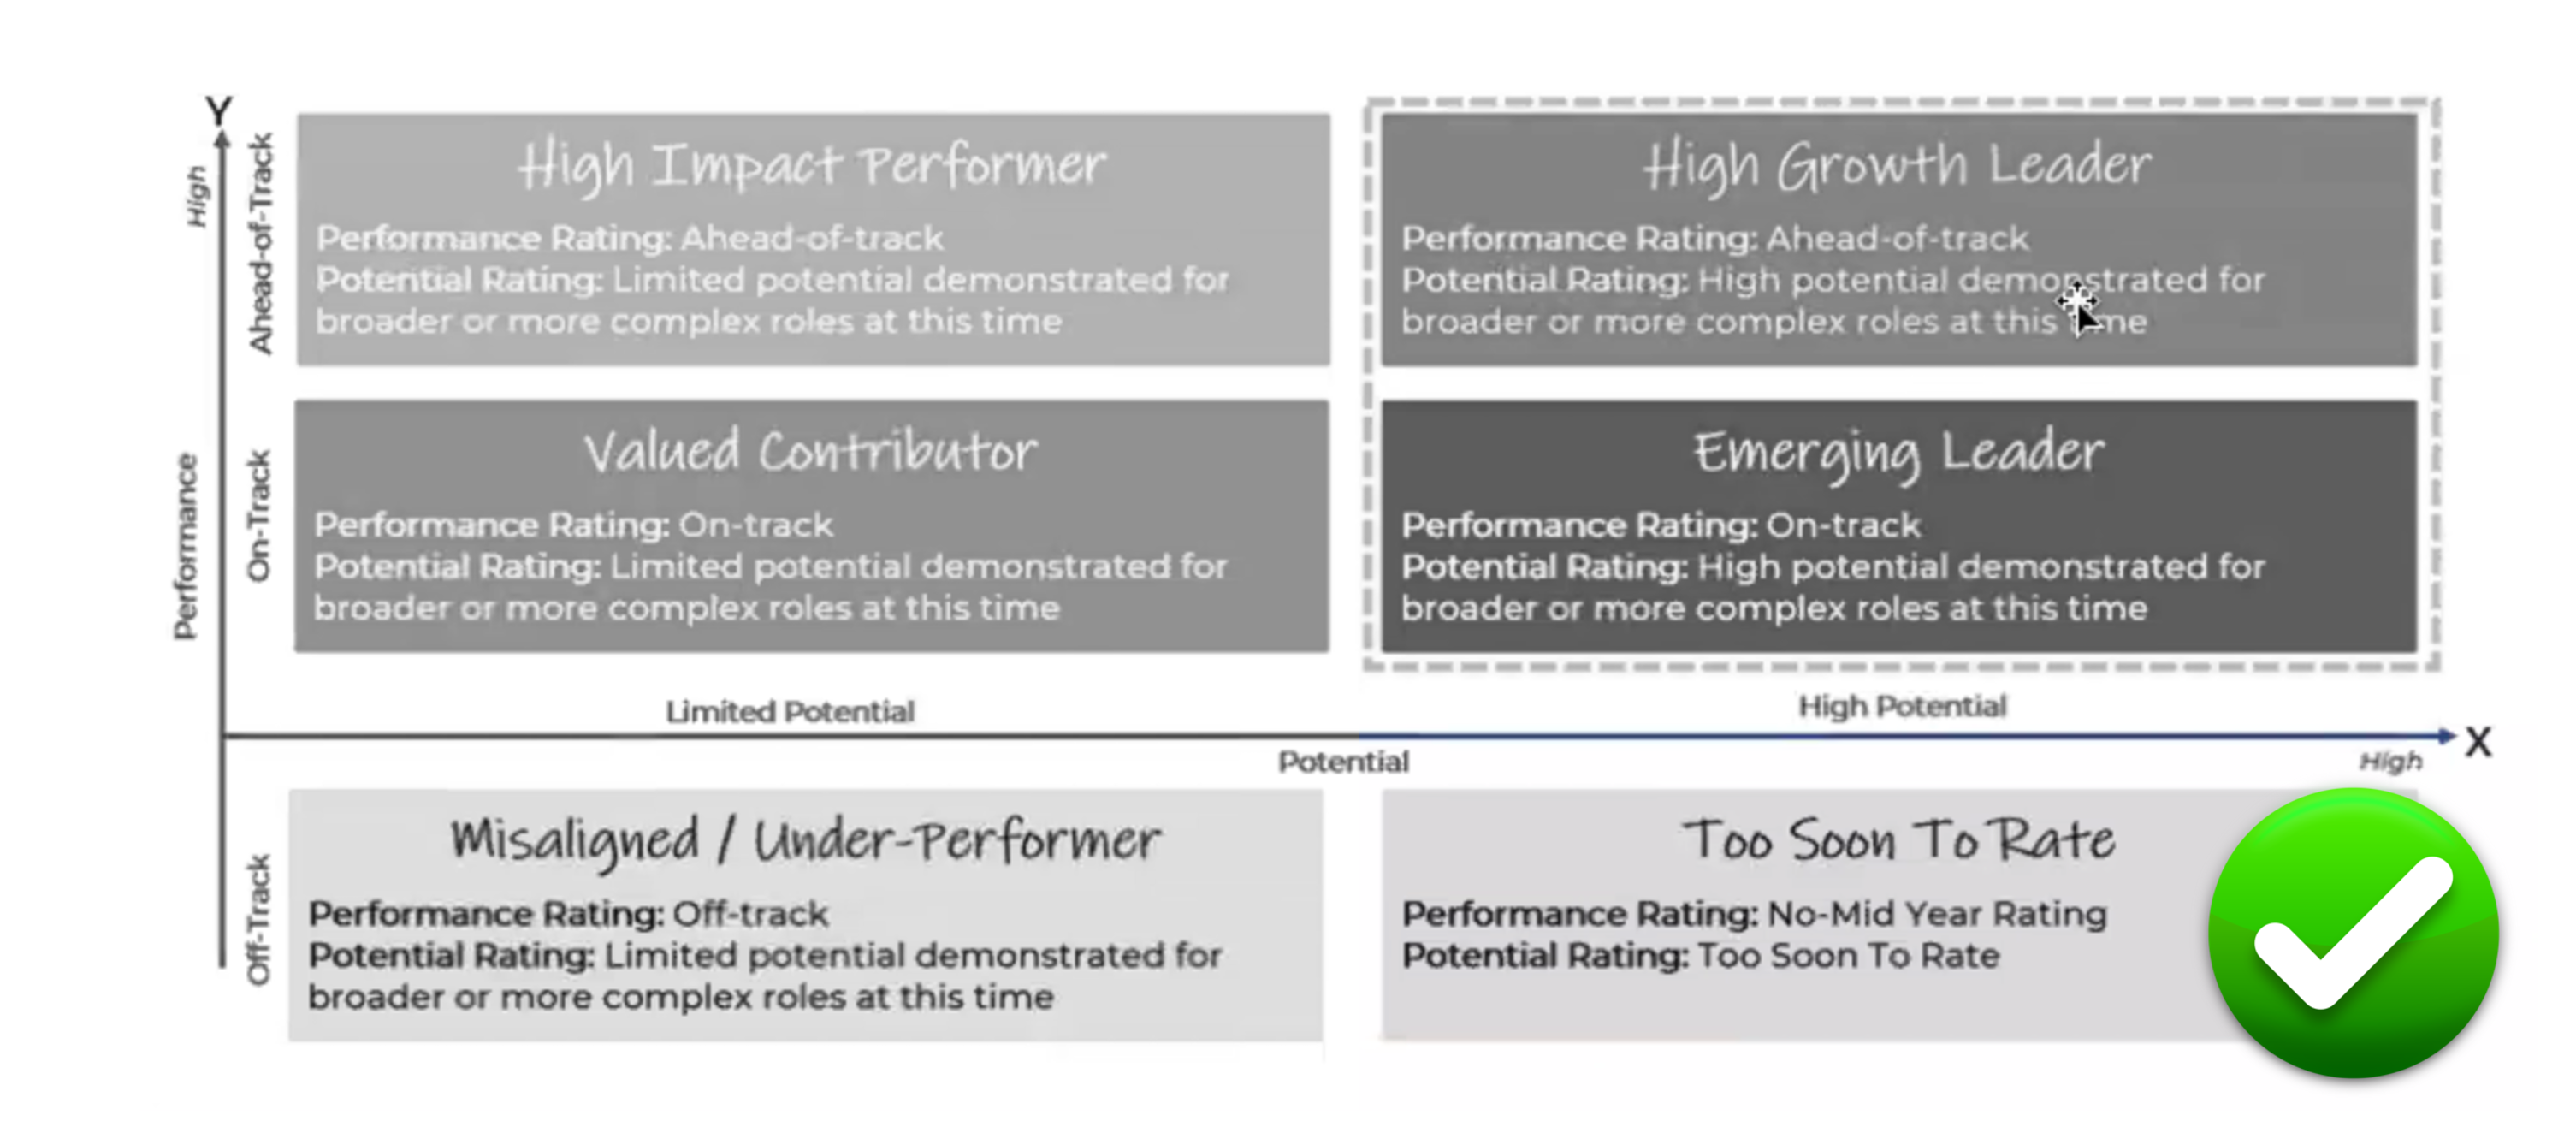 Y
High
Ahead-of-Track
High Impact Performer
Performance Rating: Ahead-of-track
Potential Rating: Limited potential demonstrated for
broader or more complex roles at this time
High Growth Leader
Performance Rating: Ahead-of-track
Potential Rating: High potential demonstrated for
broader or more complex roles at this time
Performance
On-Track
Valued Contributor
Performance Rating: On-track
Potential Rating: Limited potential demonstrated for
broader or more complex roles at this time
Emerging Leader
Performance Rating: On-track
Potential Rating: High potential demonstrated for
broader or more complex roles at this time
Limited Potential
High Potential
X
Potential
High
Off-Track
Misaligned / Under-Performer
Performance Rating: Off-track
Potential Rating: Limited potential demonstrated for
broader or more complex roles at this time
Too Soon To Rate
Performance Rating: No-Mid Year Rating
Potential Rating: Too Soon To Rate